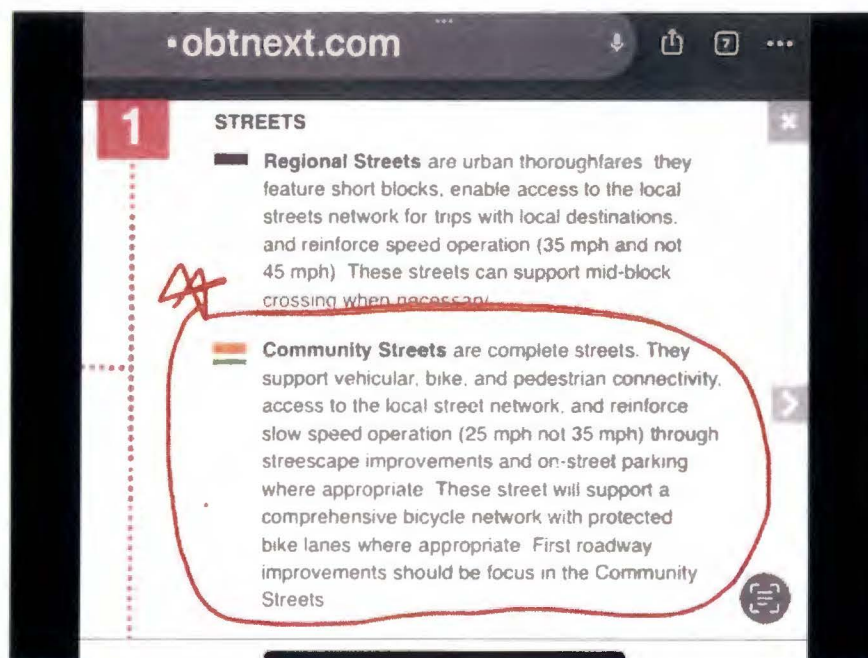 •obtnext.com
7
1
STREETS
Regional Streets are urban thoroughfares they
feature short blocks, enable access to the local
streets network for trips with local destinations.
and reinforce speed operation (35 mph and not
45 mph) These streets can support mid-block
crossing when necessary
Community Streets are complete streets. They
support vehicular, bike, and pedestrian connectivity,
access to the local street network, and reinforce
slow speed operation (25 mph not 35 mph) through
streescape improvements and on-street parking
where appropriate These street will support a
comprehensive bicycle network with protected
bike lanes where appropriate First roadway
improvements should be focus in the Community
Streets